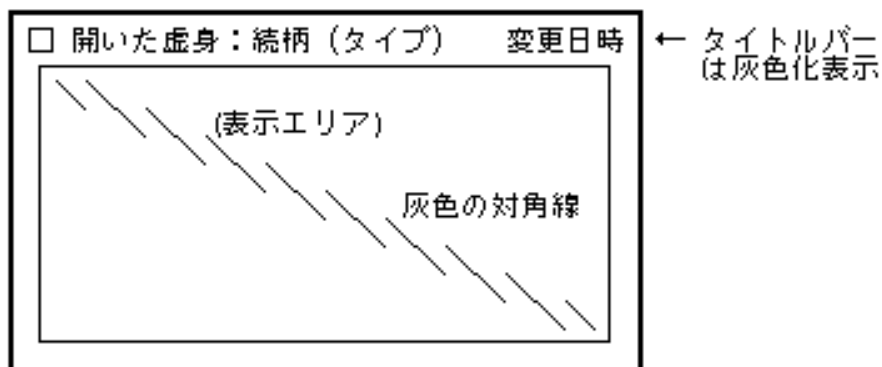 □ 開いた虚身：続柄（タイプ） 変更日時 ← タイトルバー
は灰色化表示
(表示エリア)
灰色の対角線